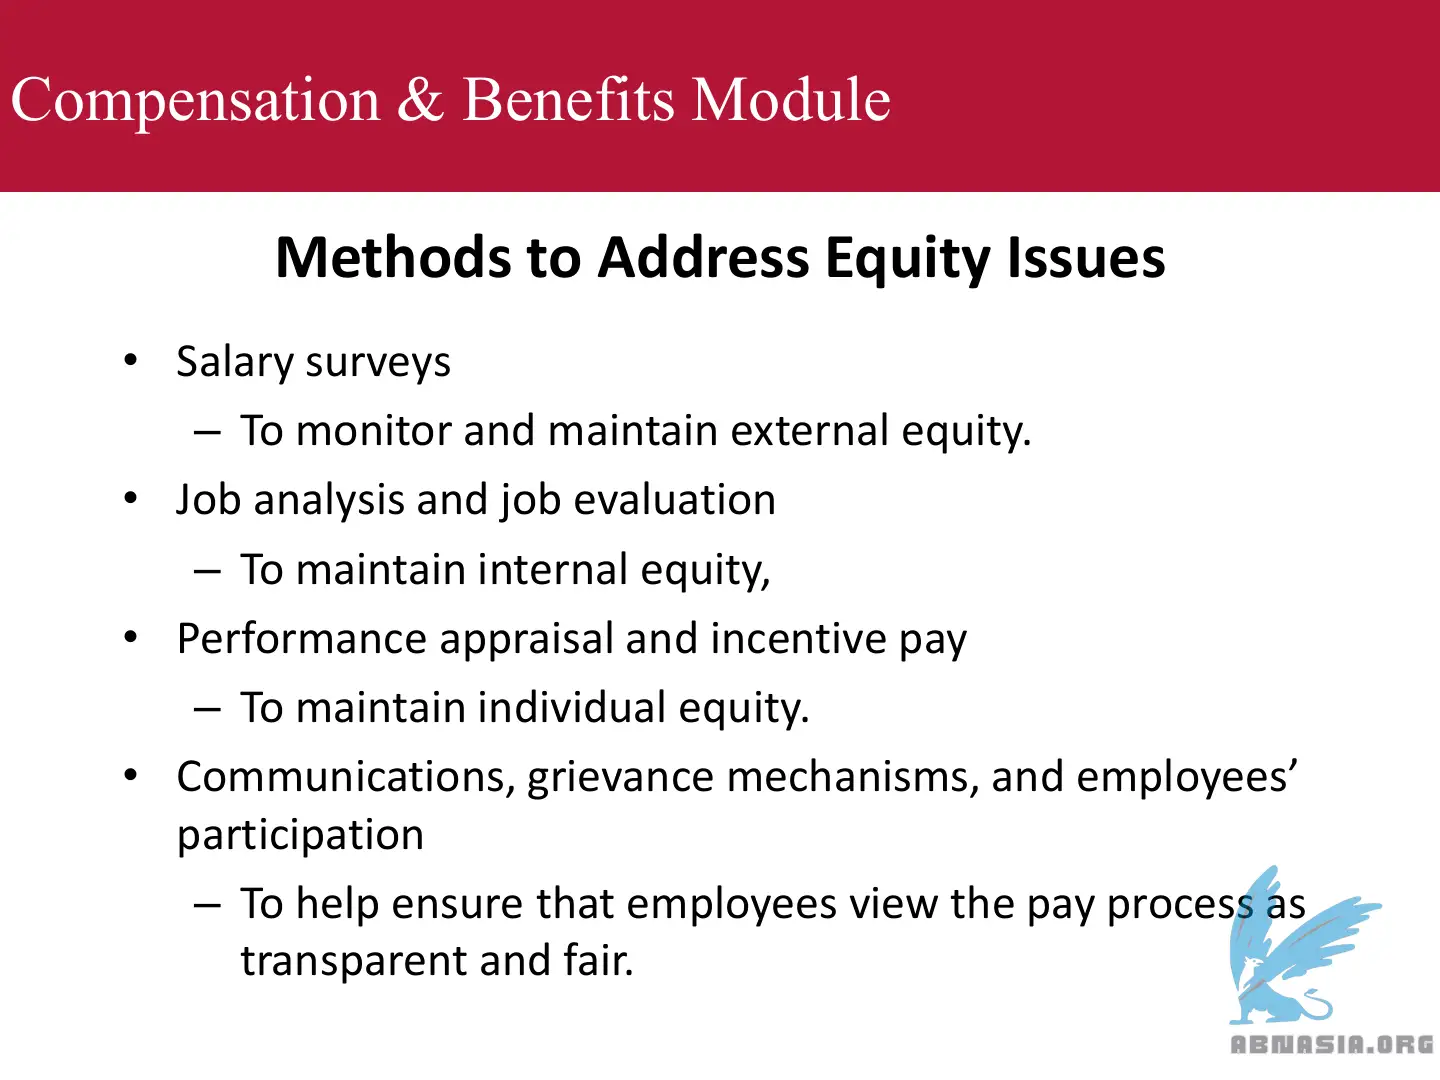 Compensation & Benefits Module
Methods to Address Equity Issues
• Salary surveys
– To monitor and maintain external equity.
• Job analysis and job evaluation
– To maintain internal equity,
• Performance appraisal and incentive pay
– To maintain individual equity.
• Communications, grievance mechanisms, and employees’
participation
– To help ensure that employees view the pay process as
transparent and fair.
ABNASIA.ORG